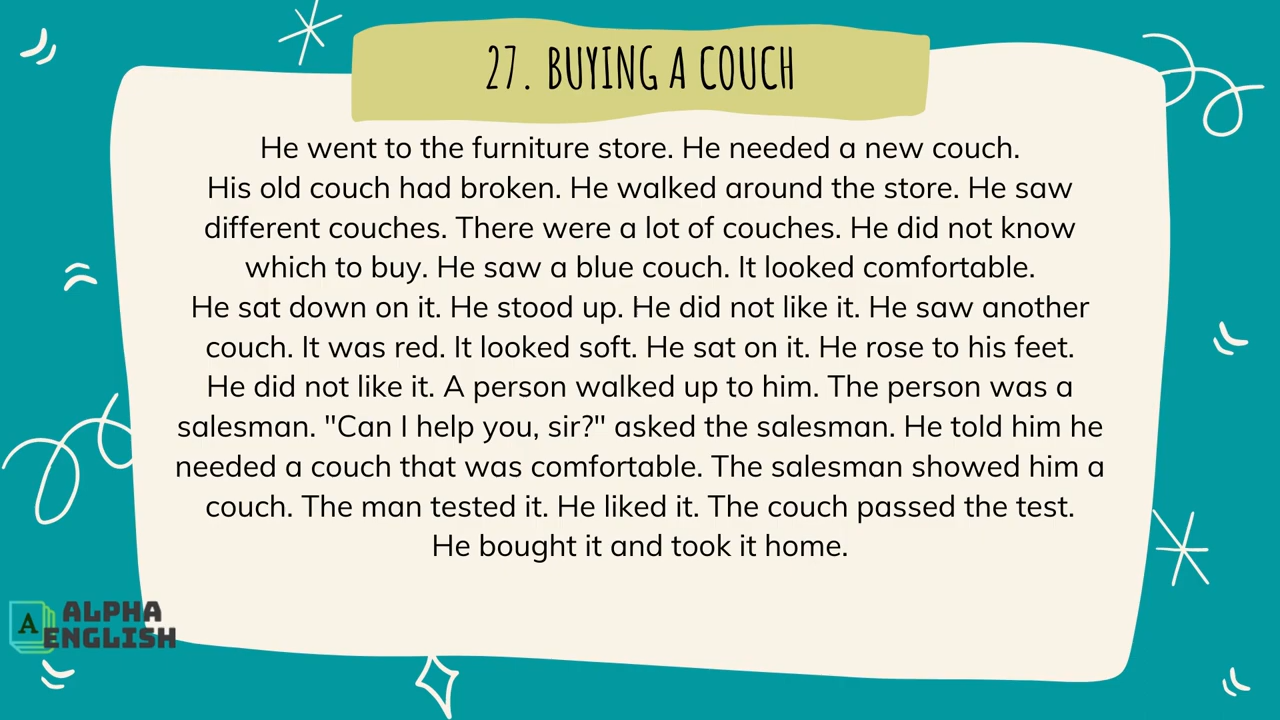 27. BUYING A COUCH
He went to the furniture store. He needed a new couch.
His old couch had broken. He walked around the store. He saw
different couches. There were a lot of couches. He did not know
which to buy. He saw a blue couch. It looked comfortable.
He sat down on it. He stood up. He did not like it. He saw another
couch. It was red. It looked soft. He sat on it. He rose to his feet.
He did not like it. A person walked up to him. The person was a
salesman. "Can I help you, sir?" asked the salesman. He told him he
needed a couch that was comfortable. The salesman showed him a
couch. The man tested it. He liked it. The couch passed the test.
He bought it and took it home.
A ALPHA
ENGLISH